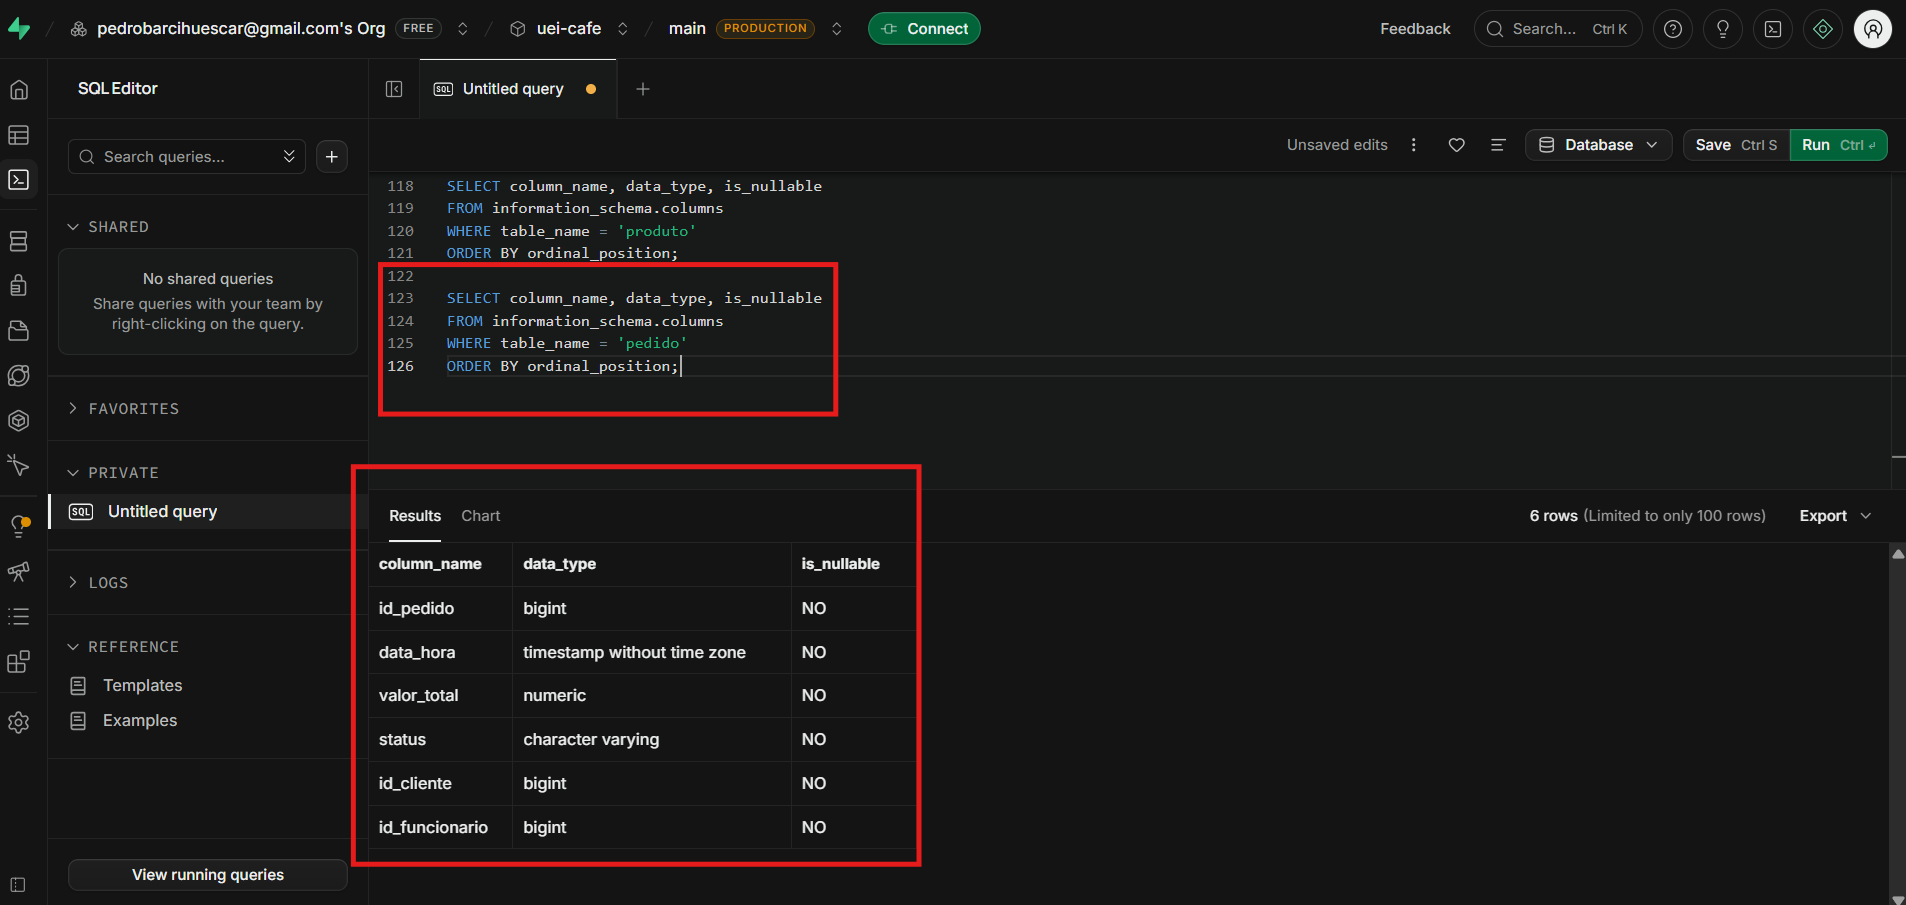 pedrobarcihuescar@gmail.com's Org FREE uei-cafe main PRODUCTION Connect Feedback Search... Ctrl K
SQL Editor
SQL Untitled query
Search queries...
Unsaved edits Database Save Ctrl S Run Ctrl ↵
118 SELECT column_name, data_type, is_nullable
119 FROM information_schema.columns
120 WHERE table_name = 'produto'
121 ORDER BY ordinal_position;
122
123 SELECT column_name, data_type, is_nullable
124 FROM information_schema.columns
125 WHERE table_name = 'pedido'
126 ORDER BY ordinal_position;
SHARED
No shared queries
Share queries with your team by
right-clicking on the query.
FAVORITES
PRIVATE
SQL Untitled query
LOGS
REFERENCE
Templates
Examples
View running queries
Results Chart 6 rows (Limited to only 100 rows) Export
column_name data_type is_nullable
id_pedido bigint NO
data_hora timestamp without time zone NO
valor_total numeric NO
status character varying NO
id_cliente bigint NO
id_funcionario bigint NO